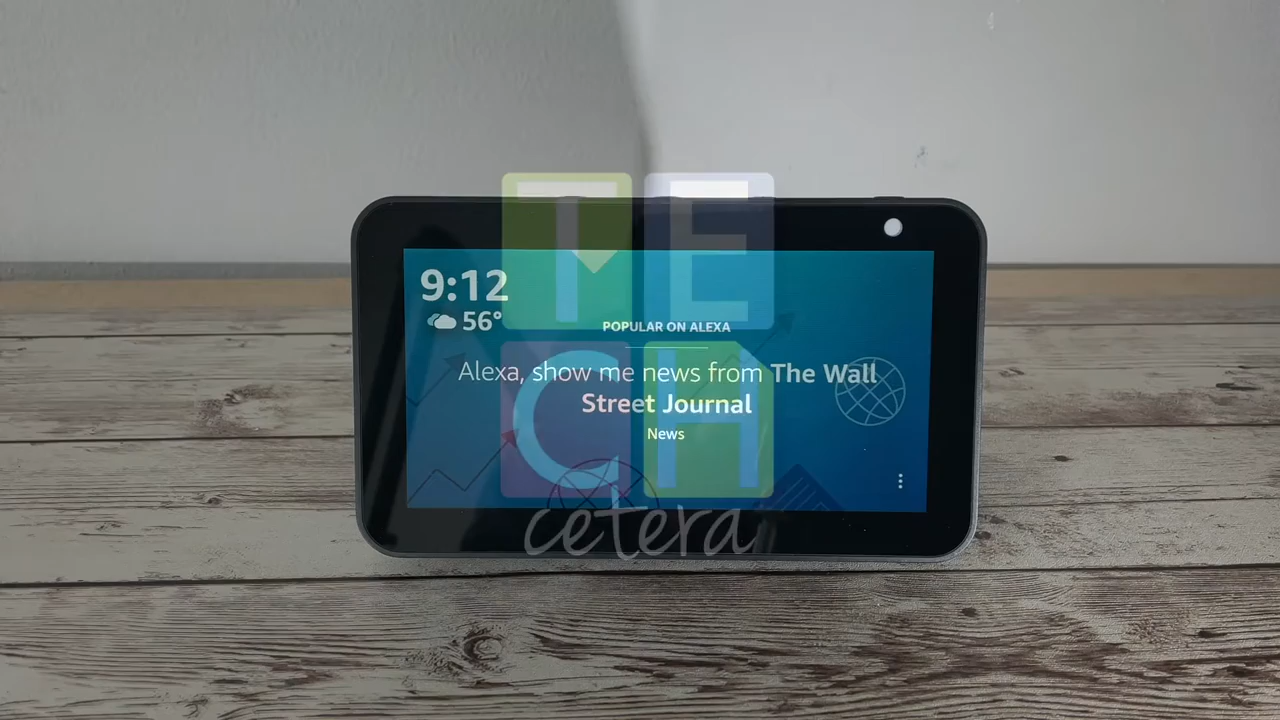 TE
9:12
56°
POPULAR ON ALEXA
Alexa, show me news from The Wall
Street Journal
News
CH
cetera